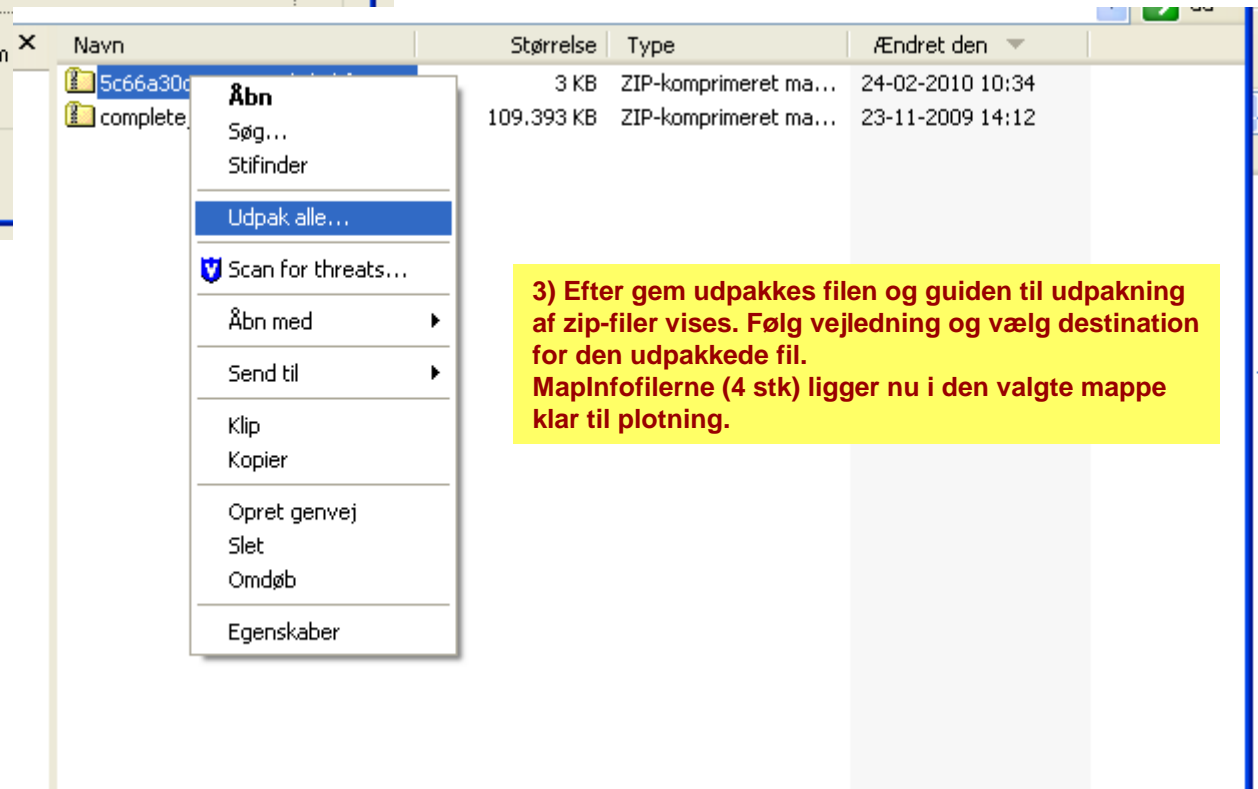 Navn Størrelse Type Ændret den
3 KB ZIP-komprimeret ma... 24-02-2010 10:34
complete_ 109.393 KB ZIP-komprimeret ma... 23-11-2009 14:12
Åbn
Søg...
Stifinder
Udpak alle...
Scan for threats...
Åbn med
Send til
Klip
Kopier
Opret genvej
Slet
Omdøb
Egenskaber
3) Efter gem udpakkes filen og guiden til udpakning
af zip-filer vises. Følg vejledning og vælg destination
for den udpakkede fil.
MapInfofilerne (4 stk) ligger nu i den valgte mappe
klar til plotning.